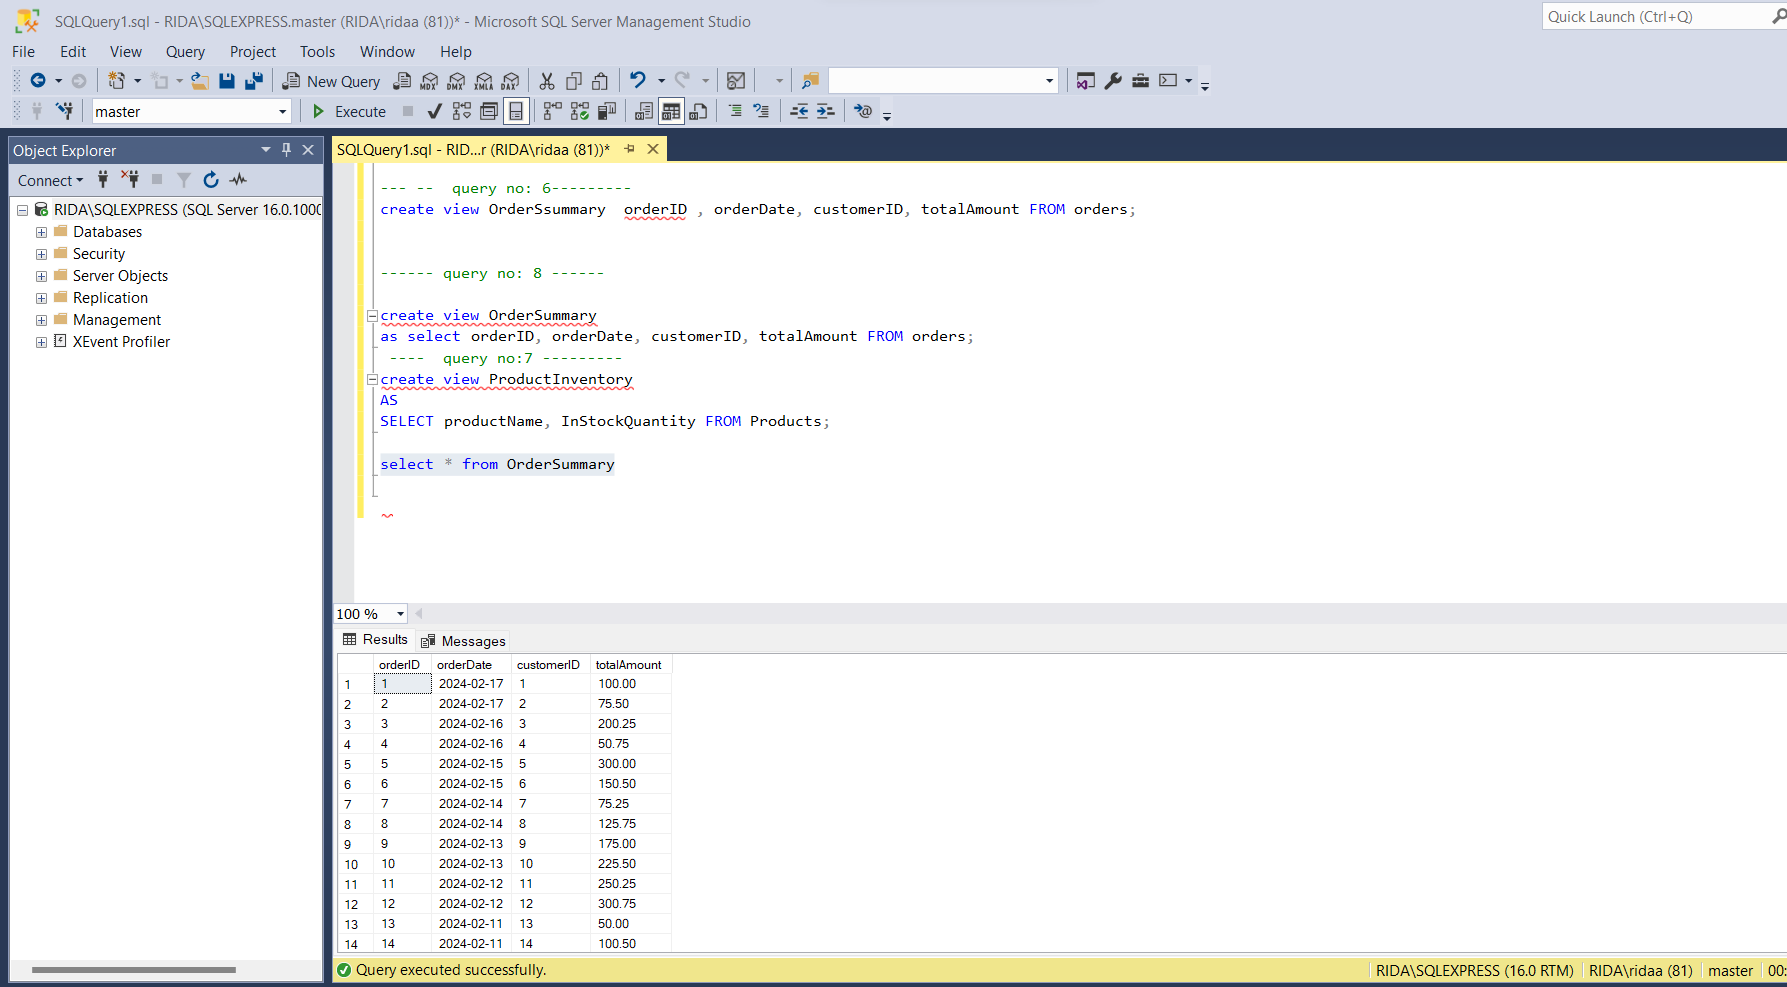 SQLQuery1.sql - RIDA\SQLEXPRESS.master (RIDA\ridaa (81))* - Microsoft SQL Server Management Studio
Quick Launch (Ctrl+Q)
File Edit View Query Project Tools Window Help
New Query MDX DMX XMLA DAX
master Execute
Object Explorer
Connect
RIDA\SQLEXPRESS (SQL Server 16.0.1000
Databases
Security
Server Objects
Replication
Management
XEvent Profiler
SQLQuery1.sql - RID...r (RIDA\ridaa (81))*
--- -- query no: 6---------
create view OrderSsummary orderID , orderDate, customerID, totalAmount FROM orders;
------ query no: 8 ------
create view OrderSummary
as select orderID, orderDate, customerID, totalAmount FROM orders;
---- query no:7 ---------
create view ProductInventory
AS
SELECT productName, InStockQuantity FROM Products;
select * from OrderSummary
100 %
Results Messages
orderID orderDate customerID totalAmount
1 1 2024-02-17 1 100.00
2 2 2024-02-17 2 75.50
3 3 2024-02-16 3 200.25
4 4 2024-02-16 4 50.75
5 5 2024-02-15 5 300.00
6 6 2024-02-15 6 150.50
7 7 2024-02-14 7 75.25
8 8 2024-02-14 8 125.75
9 9 2024-02-13 9 175.00
10 10 2024-02-13 10 225.50
11 11 2024-02-12 11 250.25
12 12 2024-02-12 12 300.75
13 13 2024-02-11 13 50.00
14 14 2024-02-11 14 100.50
Query executed successfully. RIDA\SQLEXPRESS (16.0 RTM) RIDA\ridaa (81) master 00: